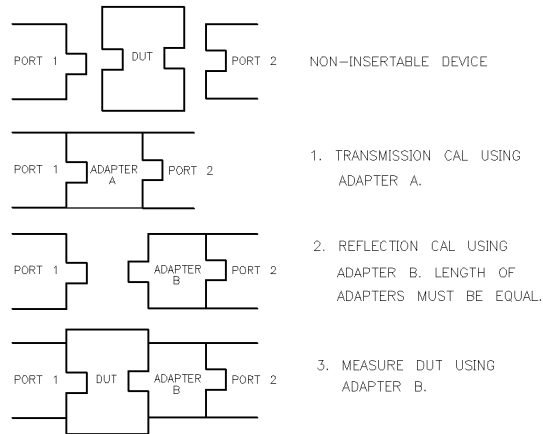 PORT 1
DUT
PORT 2
NON-INSERTABLE DEVICE
PORT 1
ADAPTER
A
PORT 2
1. TRANSMISSION CAL USING
ADAPTER A.
PORT 1
ADAPTER
B
PORT 2
2. REFLECTION CAL USING
ADAPTER B. LENGTH OF
ADAPTERS MUST BE EQUAL.
PORT 1
DUT
ADAPTER
B
PORT 2
3. MEASURE DUT USING
ADAPTER B.